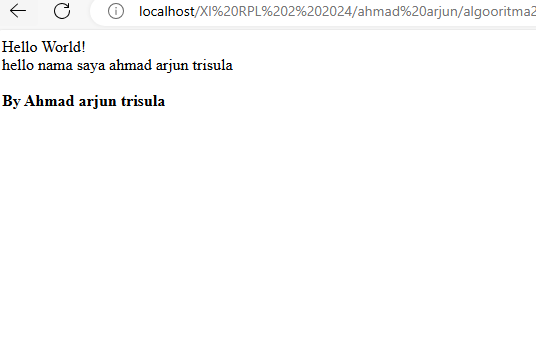 localhost/XI%20RPL%202%202024/ahmad%20arjun/algooritma2
Hello World!
hello nama saya ahmad arjun trisula
By Ahmad arjun trisula